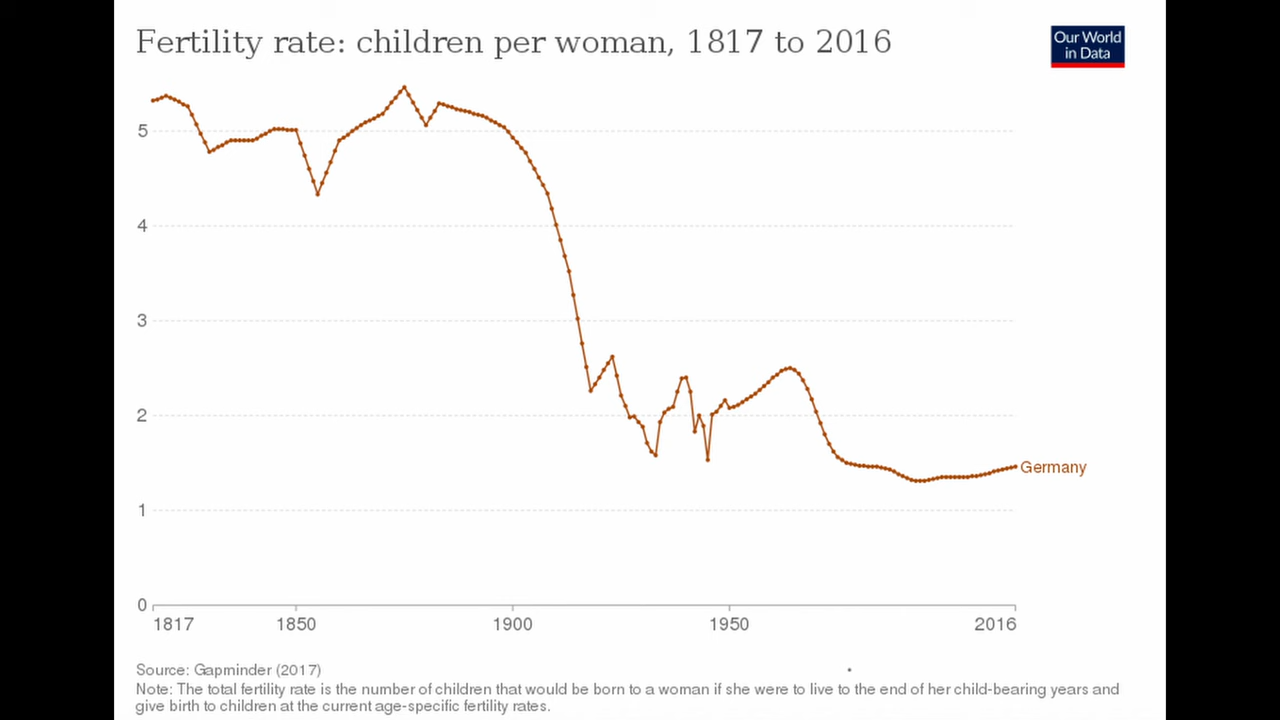 Fertility rate: children per woman, 1817 to 2016
Our World
in Data
5
4
3
2
1
0
Germany
1817 1850 1900 1950 2016
Source: Gapminder (2017)
Note: The total fertility rate is the number of children that would be born to a woman if she were to live to the end of her child-bearing years and
give birth to children at the current age-specific fertility rates.